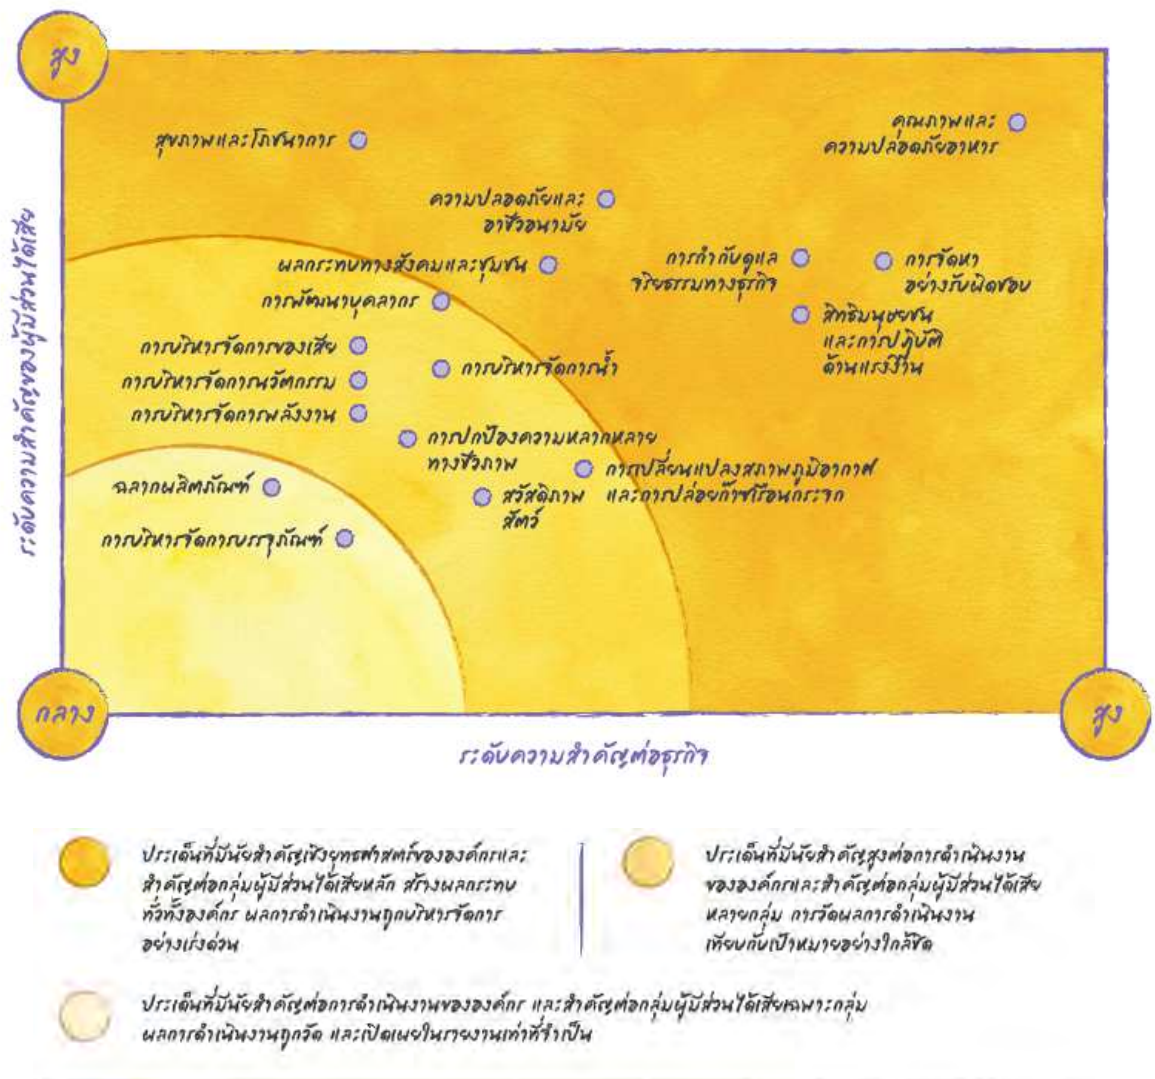 สูง
สุขภาพและโภชนาการ
คุณภาพและ
ความปลอดภัยอาหาร
ความปลอดภัยและ
อาชีวอนามัย
ผลกระทบทางสังคมและชุมชน
การกำกับดูแล
จริยธรรมทางธุรกิจ
การจัดหา
อย่างรับผิดชอบ
การพัฒนาบุคลากร
สิทธิมนุษยชน
และการปฏิบัติ
ด้านแรงงาน
การบริหารจัดการของเสีย
การบริหารจัดการน้ำ
การบริหารจัดการนวัตกรรม
การบริหารจัดการพลังงาน
การปกป้องความหลากหลาย
ทางชีวภาพ
การเปลี่ยนแปลงสภาพภูมิอากาศ
และการปล่อยก๊าซเรือนกระจก
ฉลากผลิตภัณฑ์
สวัสดิภาพ
สัตว์
การบริหารจัดการบรรจุภัณฑ์
ระดับความสำคัญของผู้มีส่วนได้เสีย
กลาง
สูง
ระดับความสำคัญต่อธุรกิจ
ประเด็นที่มีนัยสำคัญเชิงยุทธศาสตร์ขององค์กรและ
สำคัญต่อกลุ่มผู้มีส่วนได้เสียหลัก สร้างผลกระทบ
ทั่วทั้งองค์กร ผลการดำเนินงานถูกบริหารจัดการ
อย่างเร่งด่วน
ประเด็นที่มีนัยสำคัญสูงต่อการดำเนินงาน
ขององค์กรและสำคัญต่อกลุ่มผู้มีส่วนได้เสีย
หลายกลุ่ม การวัดผลการดำเนินงาน
เทียบกับเป้าหมายอย่างใกล้ชิด
ประเด็นที่มีนัยสำคัญต่อการดำเนินงานขององค์กร และสำคัญต่อกลุ่มผู้มีส่วนได้เสียเฉพาะกลุ่ม
ผลการดำเนินงานถูกวัด และเปิดเผยในรายงานเท่าที่จำเป็น